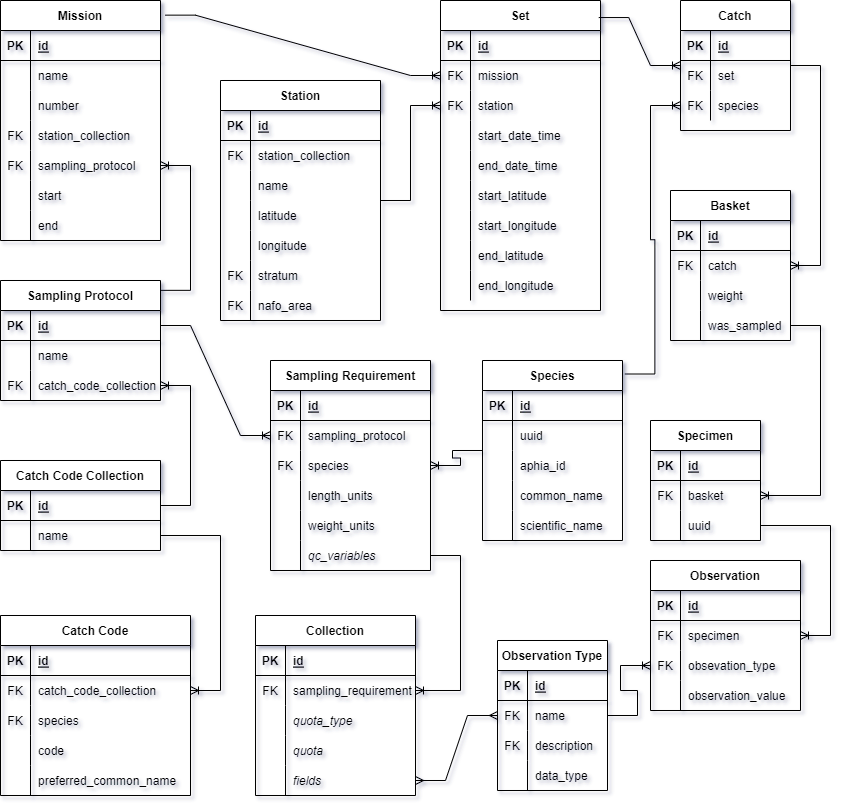 Mission
PK id
name
number
FK station_collection
FK sampling_protocol
start
end
Station
PK id
FK station_collection
name
latitude
longitude
FK stratum
FK nafo_area
Set
PK id
FK mission
FK station
start_date_time
end_date_time
start_latitude
start_longitude
end_latitude
end_longitude
Catch
PK id
FK set
FK species
Basket
PK id
FK catch
weight
was_sampled
Sampling Protocol
PK id
name
FK catch_code_collection
Sampling Requirement
PK id
FK sampling_protocol
FK species
length_units
weight_units
qc_variables
Species
PK id
uuid
aphia_id
common_name
scientific_name
Specimen
PK id
FK basket
uuid
Catch Code Collection
PK id
name
Observation
PK id
FK specimen
FK obsevation_type
observation_value
Catch Code
PK id
FK catch_code_collection
FK species
code
preferred_common_name
Collection
PK id
FK sampling_requirement
quota_type
quota
fields
Observation Type
PK id
FK name
FK description
data_type